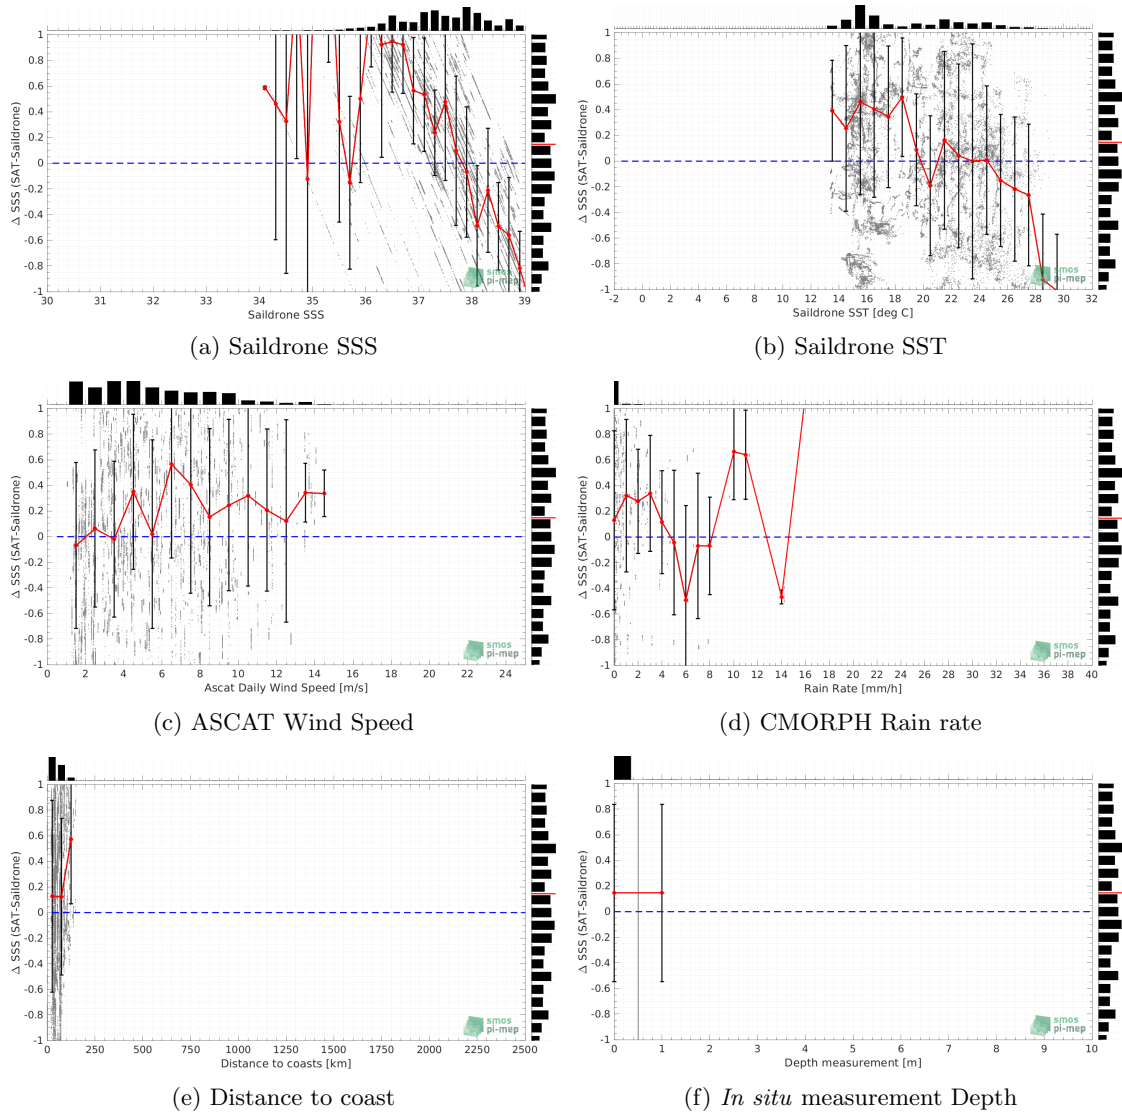 1
0.8
0.6
0.4
0.2
0
-0.2
-0.4
-0.6
-0.8
-1
Δ SSS (SAT-Saildrone)
30 31 32 33 34 35 36 37 38 39
Saildrone SSS
smos
pi-mep
(a) Saildrone SSS
1
0.8
0.6
0.4
0.2
0
-0.2
-0.4
-0.6
-0.8
-1
Δ SSS (SAT-Saildrone)
-2 0 2 4 6 8 10 12 14 16 18 20 22 24 26 28 30 32
Saildrone SST [deg C]
smos
pi-mep
(b) Saildrone SST
1
0.8
0.6
0.4
0.2
0
-0.2
-0.4
-0.6
-0.8
-1
Δ SSS (SAT-Saildrone)
0 2 4 6 8 10 12 14 16 18 20 22 24
Ascat Daily Wind Speed [m/s]
smos
pi-mep
(c) ASCAT Wind Speed
1
0.8
0.6
0.4
0.2
0
-0.2
-0.4
-0.6
-0.8
-1
Δ SSS (SAT-Saildrone)
0 2 4 6 8 10 12 14 16 18 20 22 24 26 28 30 32 34 36 38 40
Rain Rate [mm/h]
smos
pi-mep
(d) CMORPH Rain rate
1
0.8
0.6
0.4
0.2
0
-0.2
-0.4
-0.6
-0.8
-1
Δ SSS (SAT-Saildrone)
0 250 500 750 1000 1250 1500 1750 2000 2250 2500
Distance to coasts [km]
smos
pi-mep
(e) Distance to coast
1
0.8
0.6
0.4
0.2
0
-0.2
-0.4
-0.6
-0.8
-1
Δ SSS (SAT-Saildrone)
0 1 2 3 4 5 6 7 8 9 10
Depth measurement [m]
smos
pi-mep
(f) In situ measurement Depth